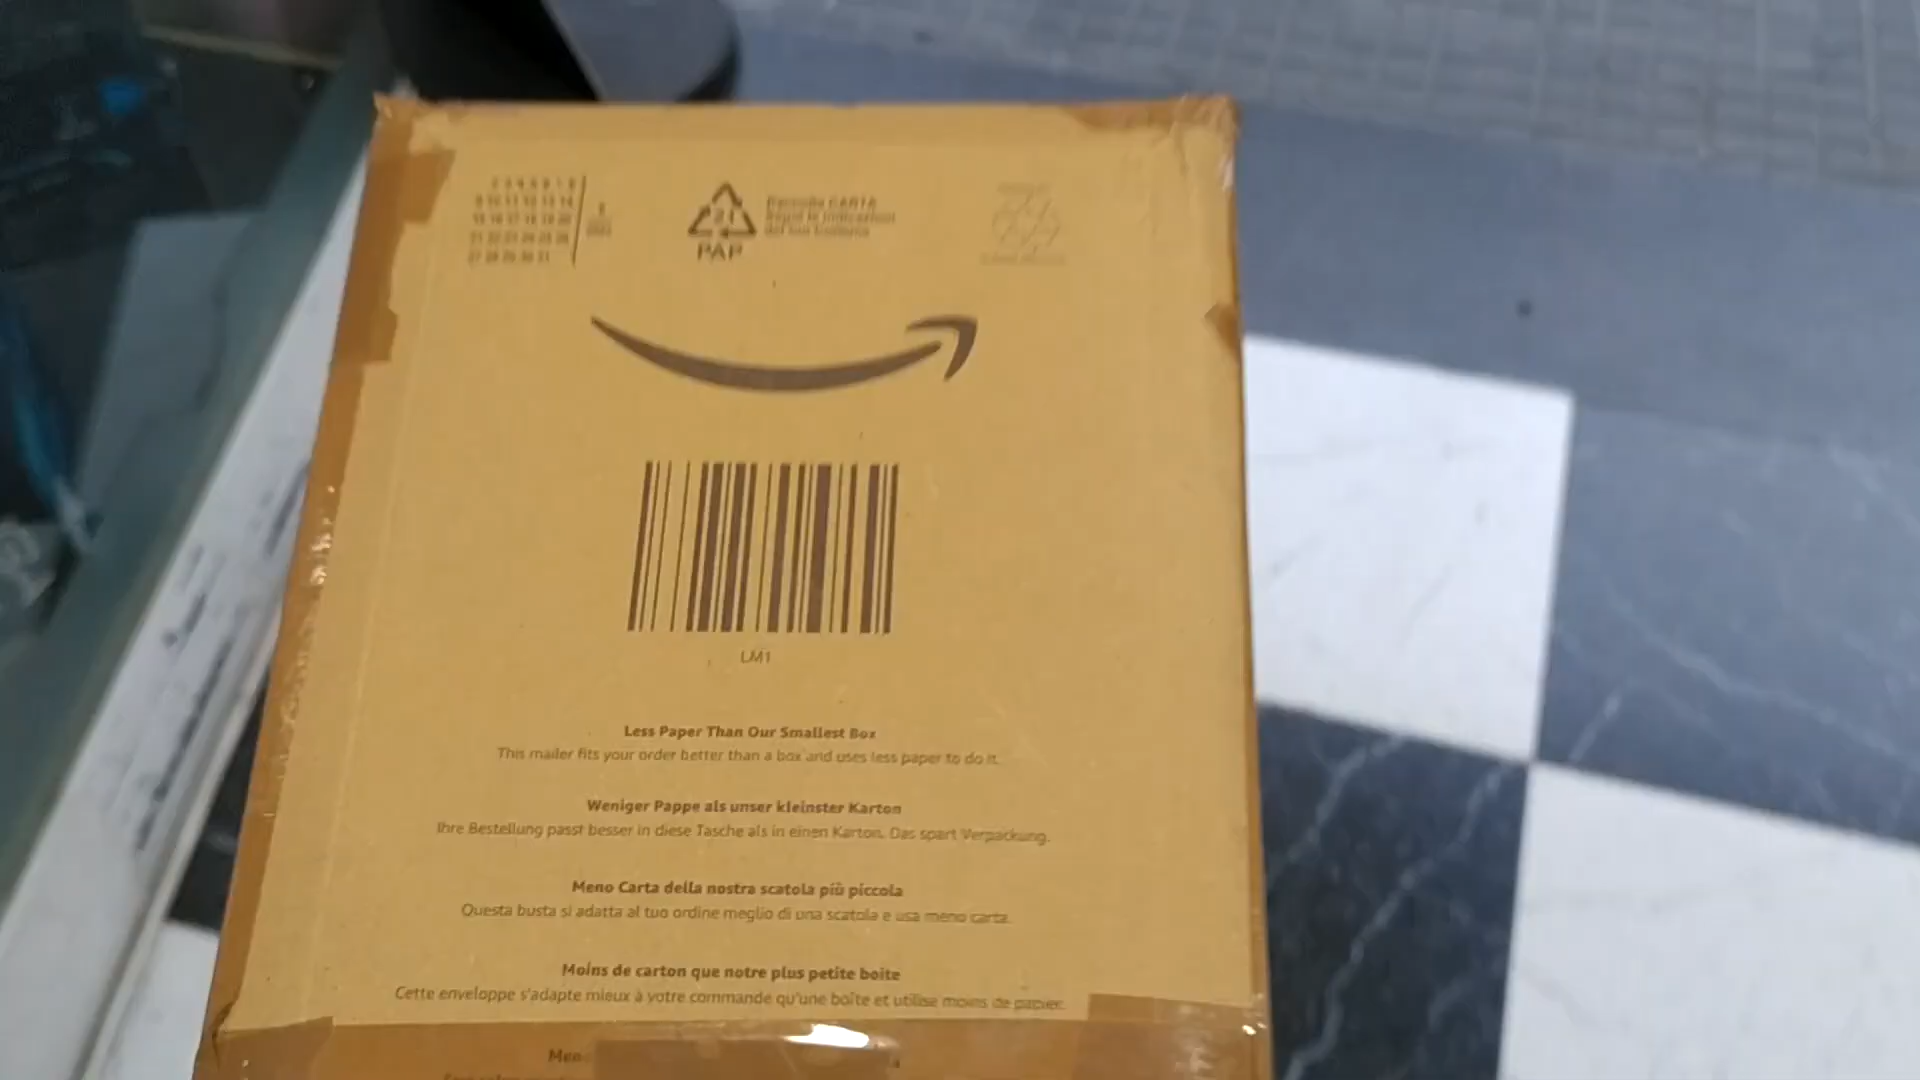 21
PAP
Raccolta CARTA
LM1
Less Paper Than Our Smallest Box
This mailer fits your order better than a box and uses less paper to do it.
Weniger Pappe als unser kleinster Karton
Ihre Bestellung passt besser in diese Tasche als in einen Karton. Das spart Verpackung.
Meno Carta della nostra scatola più piccola
Questa busta si adatta al tuo ordine meglio di una scatola e usa meno carta.
Moins de carton que notre plus petite boîte
Cette enveloppe s'adapte mieux à votre commande qu'une boîte et utilise moins de papier.